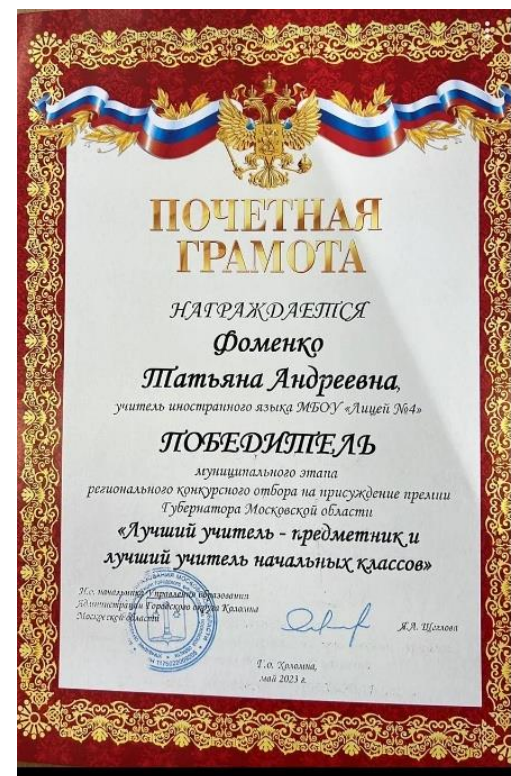 ПОЧЕТНАЯ
ГРАМОТА
НАГРАЖДАЕТСЯ
Фоменко
Татьяна Андреевна,
учитель иностранного языка МБОУ «Лицей №4»
ПОБЕДИТЕЛЬ
муниципального этапа
регионального конкурсного отбора на присуждение премии
Губернатора Московской области
«Лучший учитель - предметник и
лучший учитель начальных классов»
И.о. начальника Управления образования
Администрации Городского округа Коломна
Московской области
Я.А. Щеглова
Г.о. Коломна,
май 2023 г.